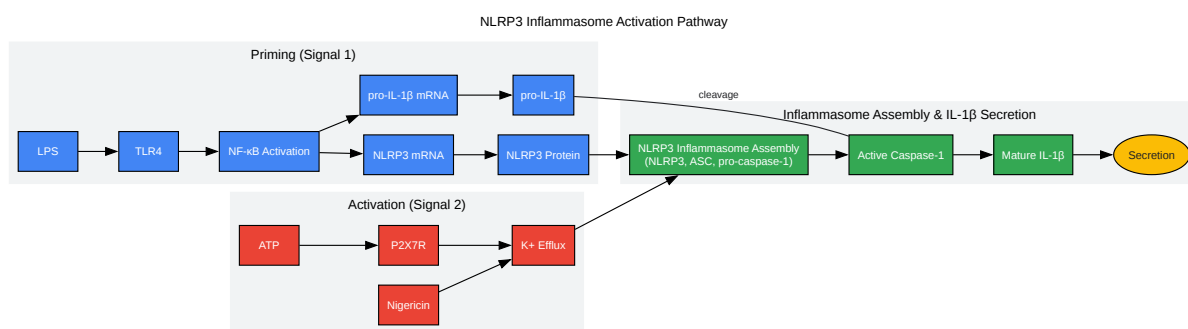 NLRP3 Inflammasome Activation Pathway
Priming (Signal 1)
LPS
TLR4
NF-κB Activation
pro-IL-1β mRNA
pro-IL-1β
NLRP3 mRNA
NLRP3 Protein
cleavage
Inflammasome Assembly & IL-1β Secretion
NLRP3 Inflammasome Assembly
(NLRP3, ASC, pro-caspase-1)
Active Caspase-1
Mature IL-1β
Secretion
Activation (Signal 2)
ATP
P2X7R
K+ Efflux
Nigericin